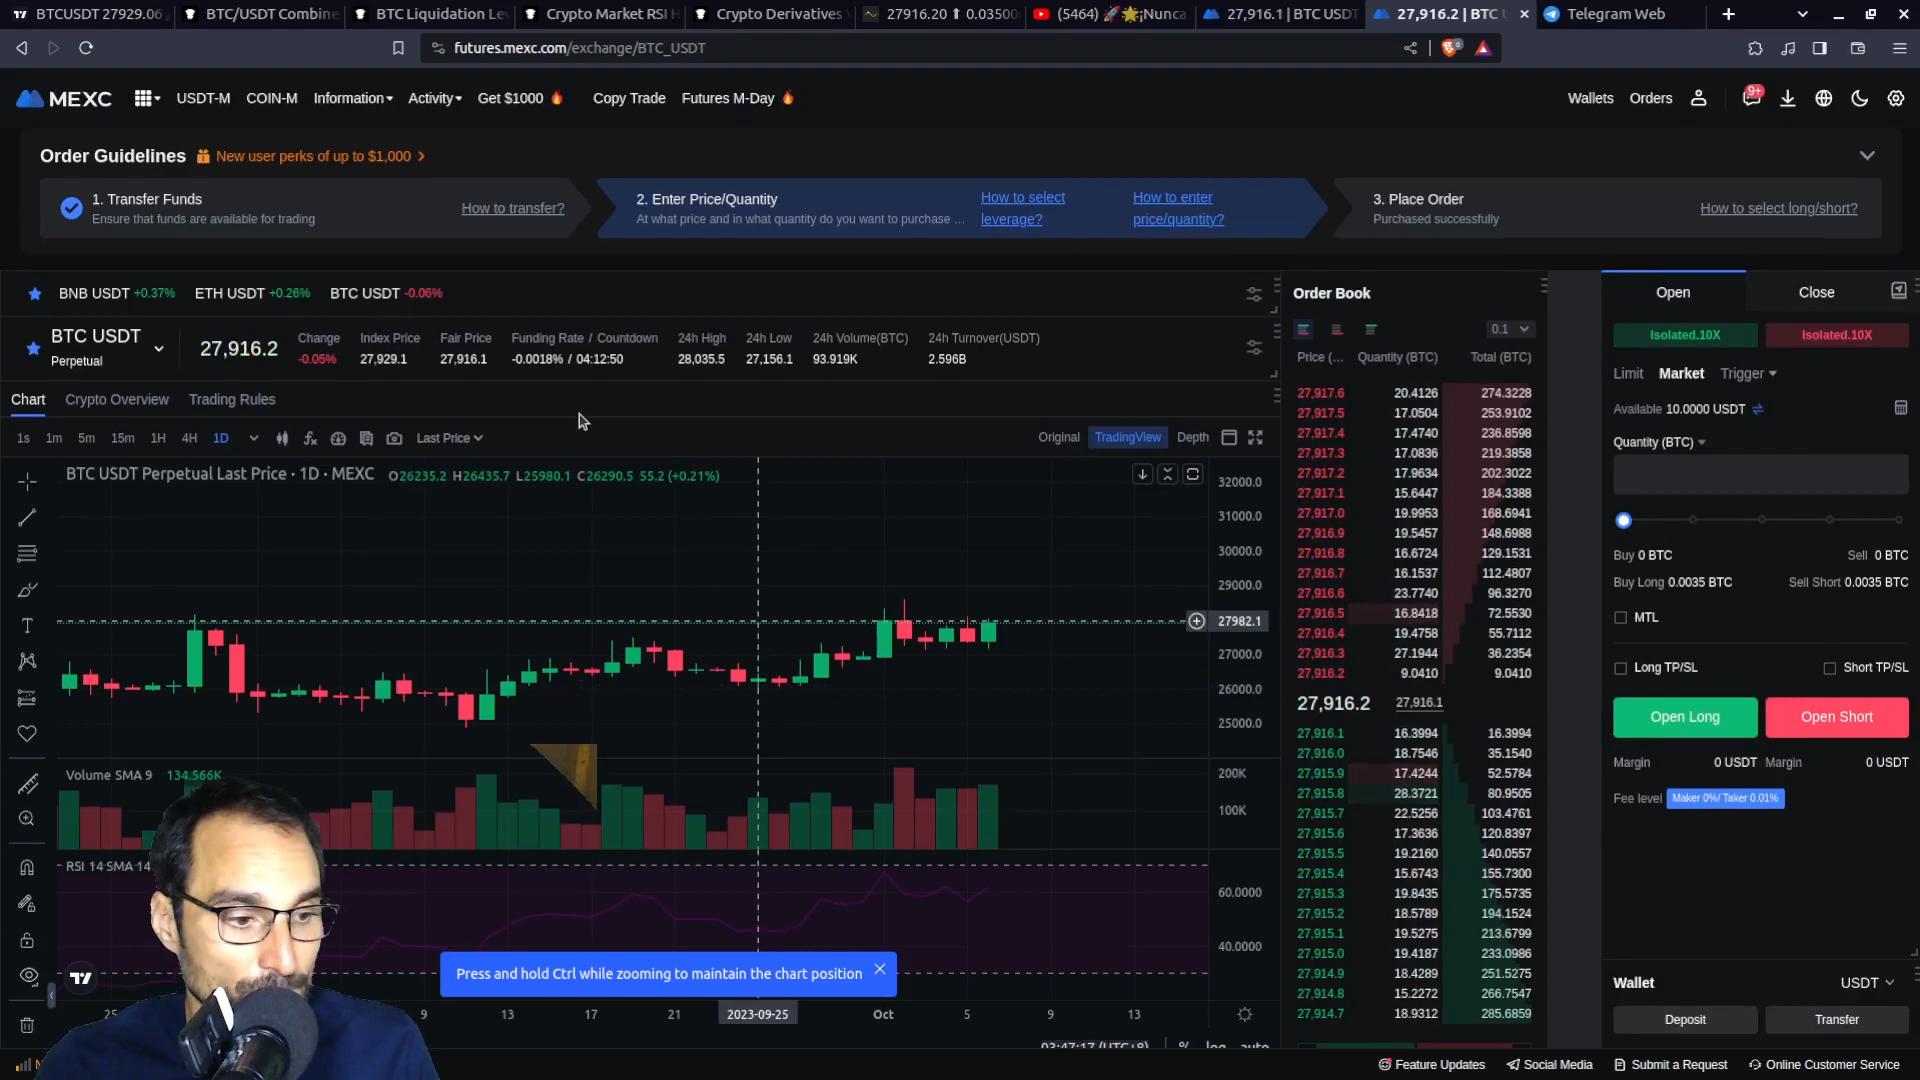 BTCUSDT 27929.06
BTC/USDT Combine
BTC Liquidation Le
Crypto Market RSI H
Crypto Derivatives
27916.20 ⬆ 0.03500
(5464) 🚀🌟¡Nunca
27,916.1 | BTC USDT
27,916.2 | BTC
Telegram Web
futures.mexc.com/exchange/BTC_USDT
MEXC USDT-M COIN-M Information Activity Get $1000 Copy Trade Futures M-Day Wallets Orders 9+
Order Guidelines New user perks of up to $1,000
1. Transfer Funds
Ensure that funds are available for trading
How to transfer?
2. Enter Price/Quantity
At what price and in what quantity do you want to purchase ...
How to select
leverage?
How to enter
price/quantity?
3. Place Order
Purchased successfully
How to select long/short?
BNB USDT +0.37% ETH USDT +0.26% BTC USDT -0.06%
BTC USDT
Perpetual
27,916.2
Change
-0.05%
Index Price
27,929.1
Fair Price
27,916.1
Funding Rate / Countdown
-0.0018% / 04:12:50
24h High
28,035.5
24h Low
27,156.1
24h Volume(BTC)
93.919K
24h Turnover(USDT)
2.596B
Chart Crypto Overview Trading Rules
1s 1m 5m 15m 1H 4H 1D Last Price Original TradingView Depth
BTC USDT Perpetual Last Price · 1D · MEXC O26235.2 H26435.7 L25980.1 C26290.5 55.2 (+0.21%)
32000.0
31000.0
30000.0
29000.0
27982.1
27000.0
26000.0
25000.0
Volume SMA 9 134.566K
200K
100K
RSI 14 SMA 14
60.0000
40.0000
Press and hold Ctrl while zooming to maintain the chart position
25 9 13 17 21 2023-09-25 Oct 5 9 13
03:47:17 (UTC+8) % log auto
Order Book
0.1
Price (... Quantity (BTC) Total (BTC)
27,917.6 20.4126 274.3228
27,917.5 17.0504 253.9102
27,917.4 17.4740 236.8598
27,917.3 17.0836 219.3858
27,917.2 17.9634 202.3022
27,917.1 15.6447 184.3388
27,917.0 19.9953 168.6941
27,916.9 19.5457 148.6988
27,916.8 16.6724 129.1531
27,916.7 16.1537 112.4807
27,916.6 23.7740 96.3270
27,916.5 16.8418 72.5530
27,916.4 19.4758 55.7112
27,916.3 27.1944 36.2354
27,916.2 9.0410 9.0410
27,916.2 27,916.1
27,916.1 16.3994 16.3994
27,916.0 18.7546 35.1540
27,915.9 17.4244 52.5784
27,915.8 28.3721 80.9505
27,915.7 22.5256 103.4761
27,915.6 17.3636 120.8397
27,915.5 19.2160 140.0557
27,915.4 15.6743 155.7300
27,915.3 19.8435 175.5735
27,915.2 18.5789 194.1524
27,915.1 19.5275 213.6799
27,915.0 19.4187 233.0986
27,914.9 18.4289 251.5275
27,914.8 15.2272 266.7547
27,914.7 18.9312 285.6859
Open Close
Isolated.10X Isolated.10X
Limit Market Trigger
Available 10.0000 USDT
Quantity (BTC)
Buy 0 BTC Sell 0 BTC
Buy Long 0.0035 BTC Sell Short 0.0035 BTC
MTL
Long TP/SL Short TP/SL
Open Long Open Short
Margin 0 USDT Margin 0 USDT
Fee level Maker 0%/ Taker 0.01%
Wallet USDT
Deposit Transfer
Feature Updates Social Media Submit a Request Online Customer Service